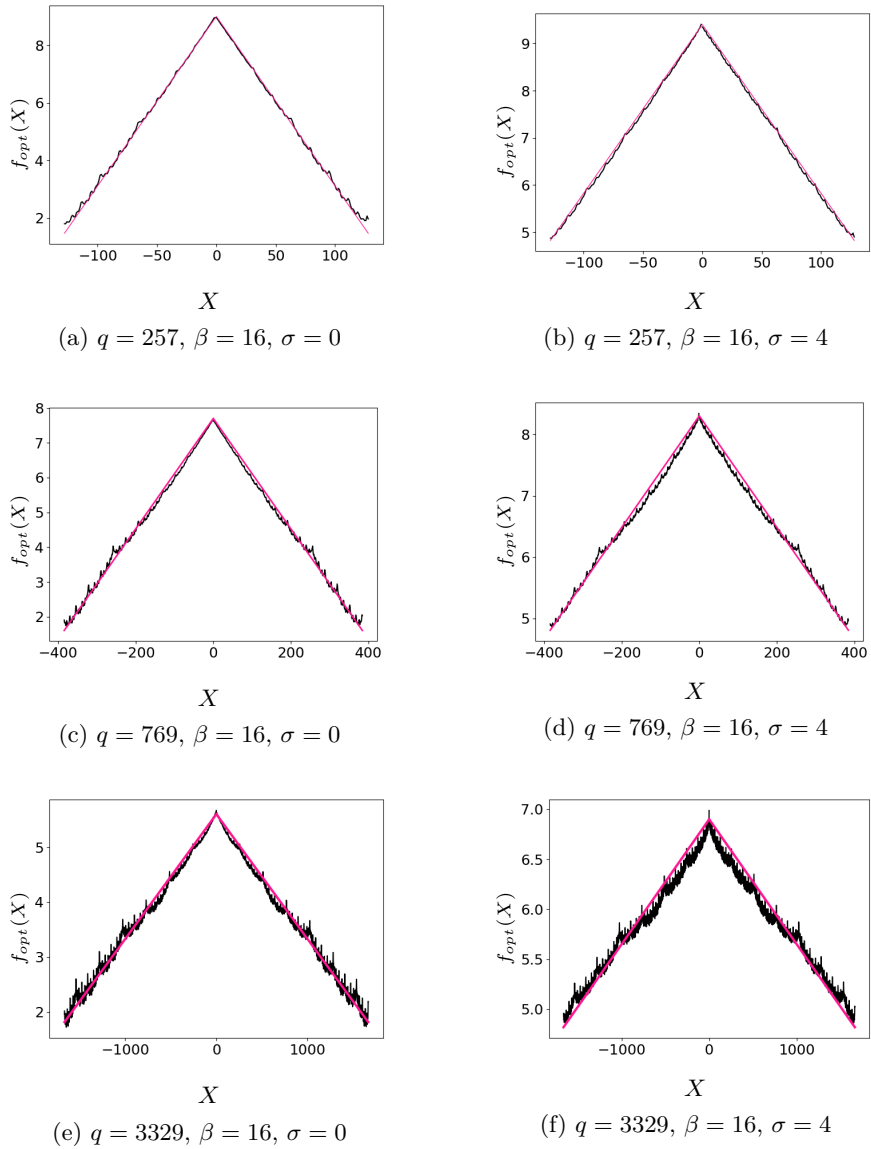 8
6
4
2
f_{opt}(X)
−100 −50 0 50 100
X
(a) q = 257, β = 16, σ = 0
9
8
7
6
5
f_{opt}(X)
−100 −50 0 50 100
X
(b) q = 257, β = 16, σ = 4
8
7
6
5
4
3
2
f_{opt}(X)
−400 −200 0 200 400
X
(c) q = 769, β = 16, σ = 0
8
7
6
5
f_{opt}(X)
−400 −200 0 200 400
X
(d) q = 769, β = 16, σ = 4
5
4
3
2
f_{opt}(X)
−1000 0 1000
X
(e) q = 3329, β = 16, σ = 0
7.0
6.5
6.0
5.5
5.0
f_{opt}(X)
−1000 0 1000
X
(f) q = 3329, β = 16, σ = 4